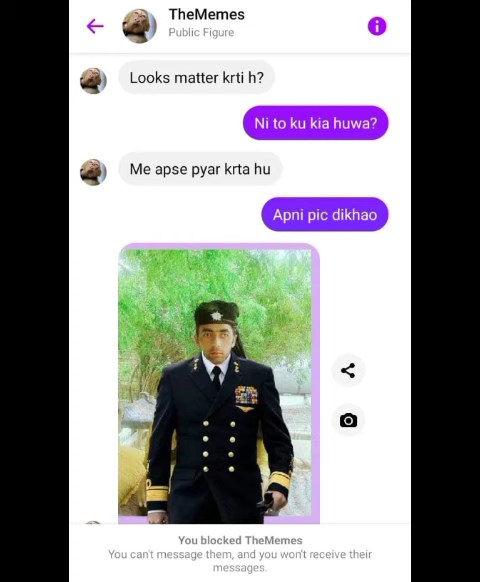 TheMemes
Public Figure
Looks matter krti h?
Ni to ku kia huwa?
Me apse pyar krta hu
Apni pic dikhao
You blocked TheMemes
You can't message them, and you won't receive their
messages.